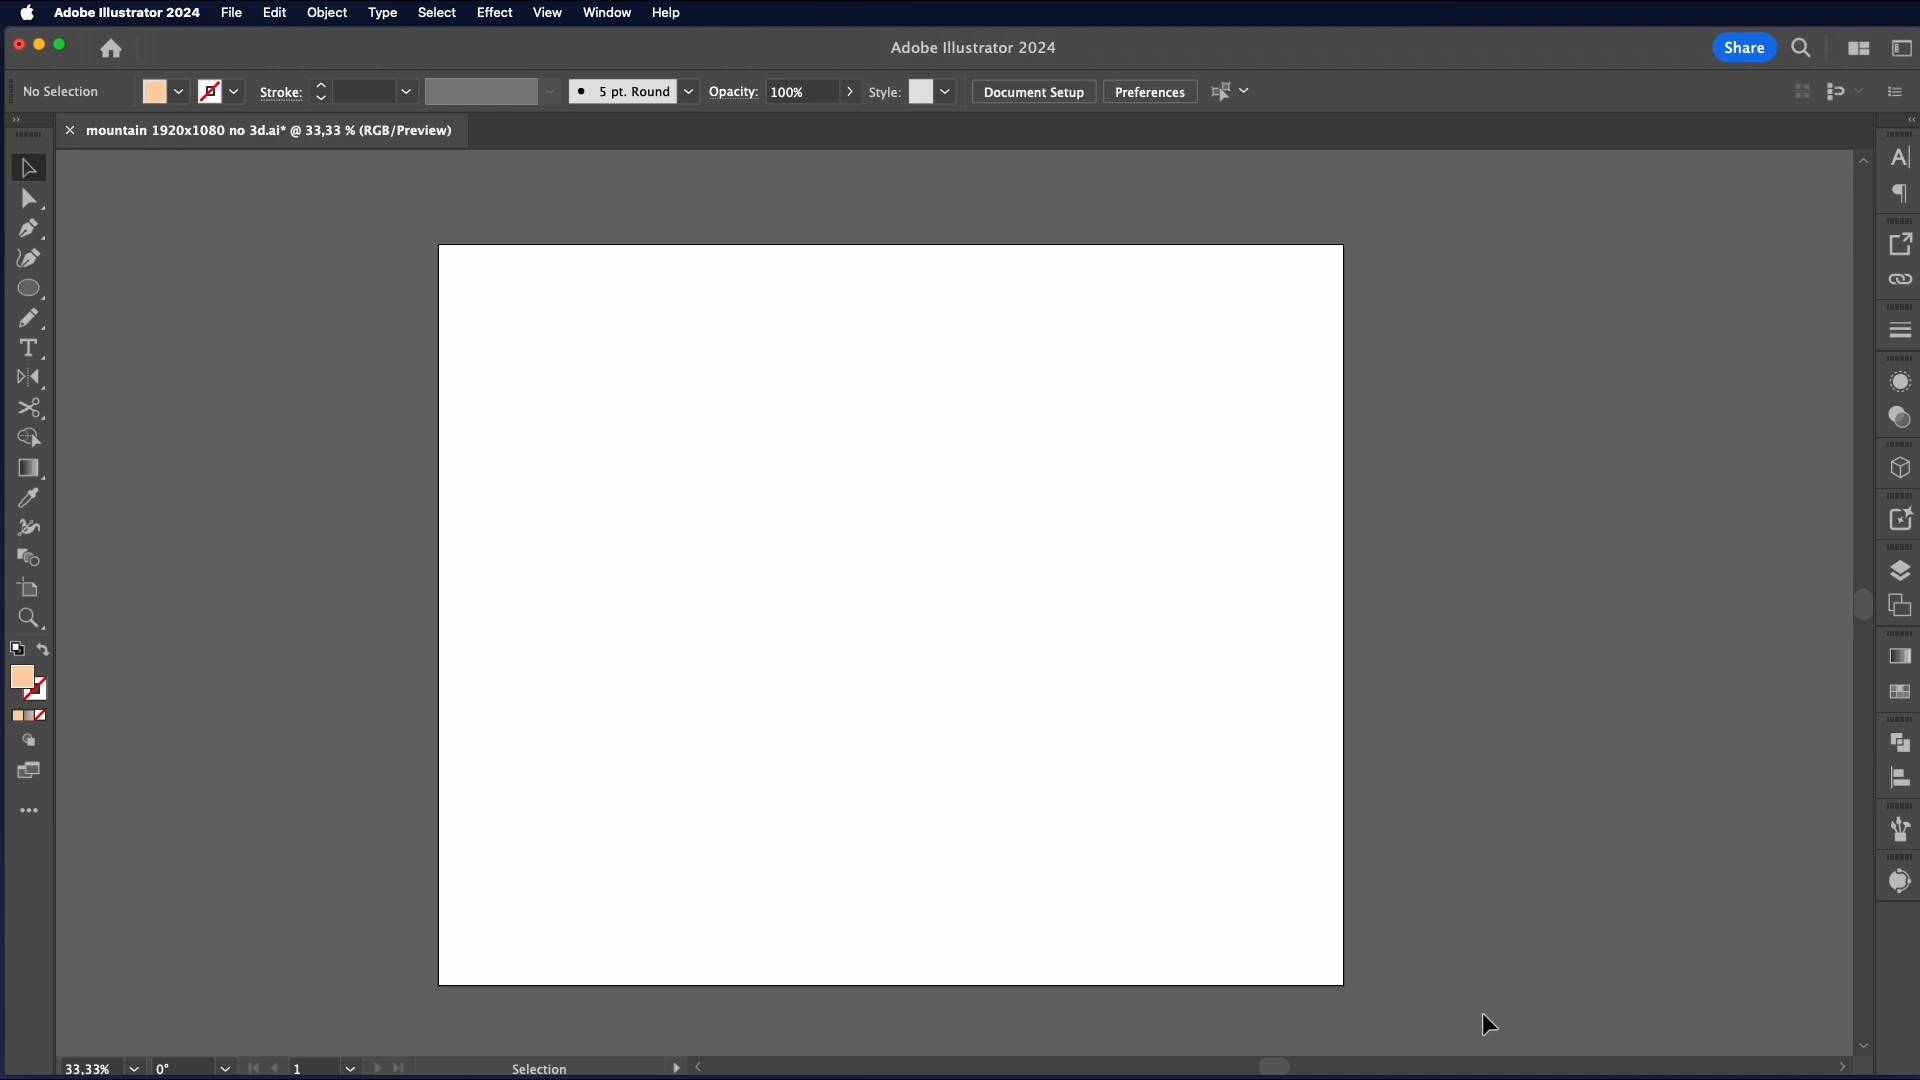 Adobe Illustrator 2024 File Edit Object Type Select Effect View Window Help
Adobe Illustrator 2024 Share
No Selection Stroke: 5 pt. Round Opacity: 100% Style: Document Setup Preferences
mountain 1920x1080 no 3d.ai* @ 33,33 % (RGB/Preview)
33,33% 0° 1 Selection